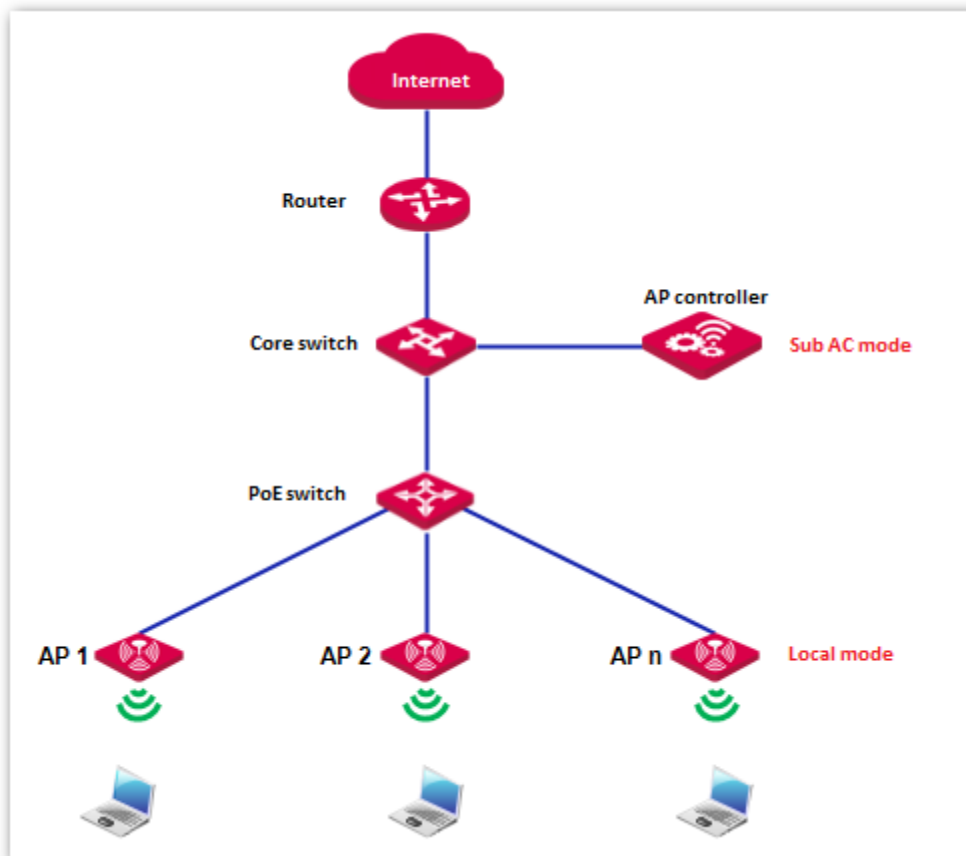 Internet
Router
AP controller
Core switch
Sub AC mode
PoE switch
AP 1
AP 2
AP n
Local mode